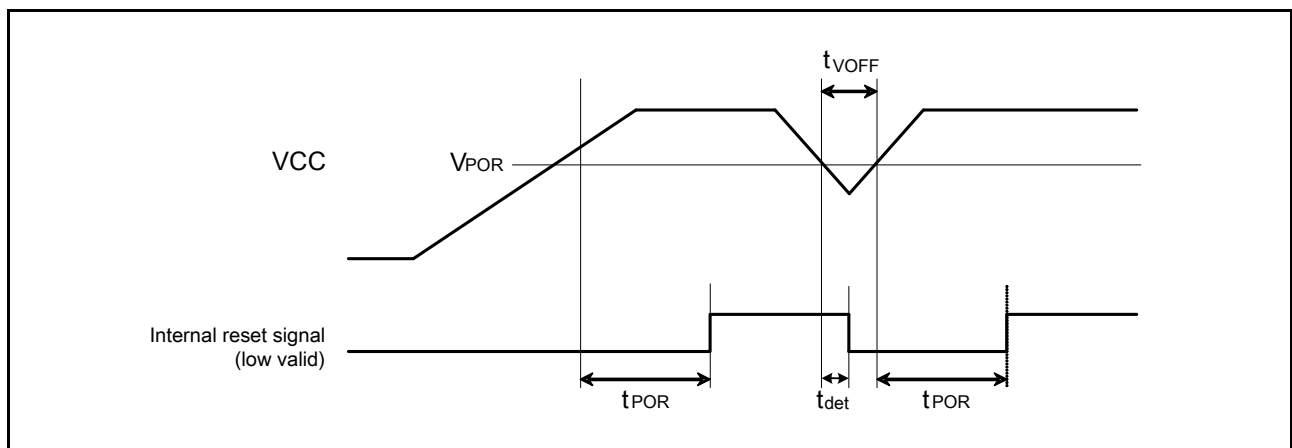 tVOFF
VCC
VPOR
Internal reset signal
(low valid)
tPOR
tdet
tPOR